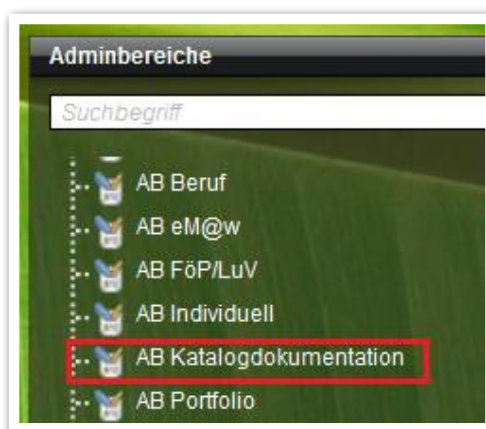 Adminbereiche
Suchbegriff
AB Beruf
AB eM@w
AB FöP/LuV
AB Individuell
AB Katalogdokumentation
AB Portfolio